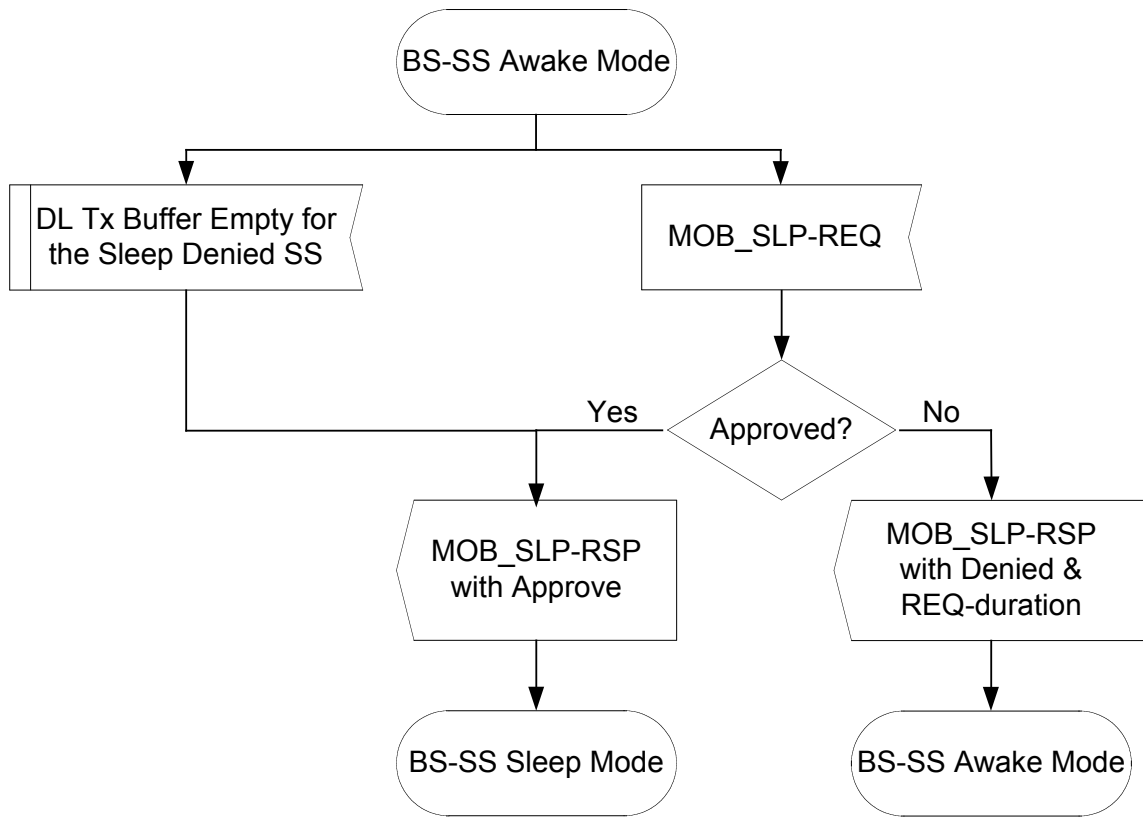 BS-SS Awake Mode
DL Tx Buffer Empty for
the Sleep Denied SS
MOB_SLP-REQ
Yes
Approved?
No
MOB_SLP-RSP
with Approve
MOB_SLP-RSP
with Denied &
REQ-duration
BS-SS Sleep Mode
BS-SS Awake Mode